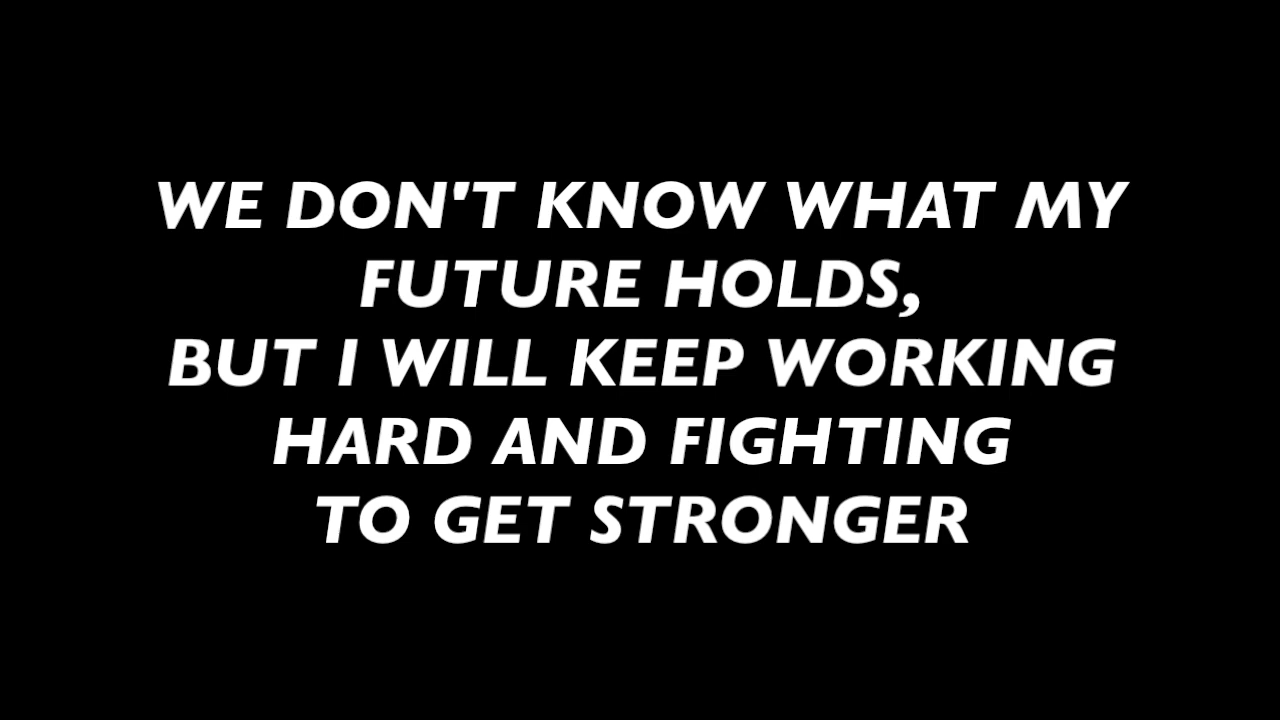 WE DON'T KNOW WHAT MY
FUTURE HOLDS,
BUT I WILL KEEP WORKING
HARD AND FIGHTING
TO GET STRONGER